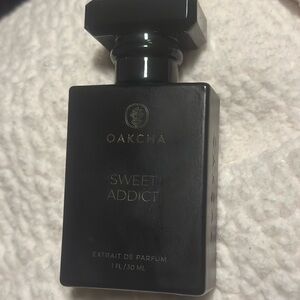 OAKCHA
SWEET
ADDICT
EXTRAIT DE PARFUM
1 FL/30 ML